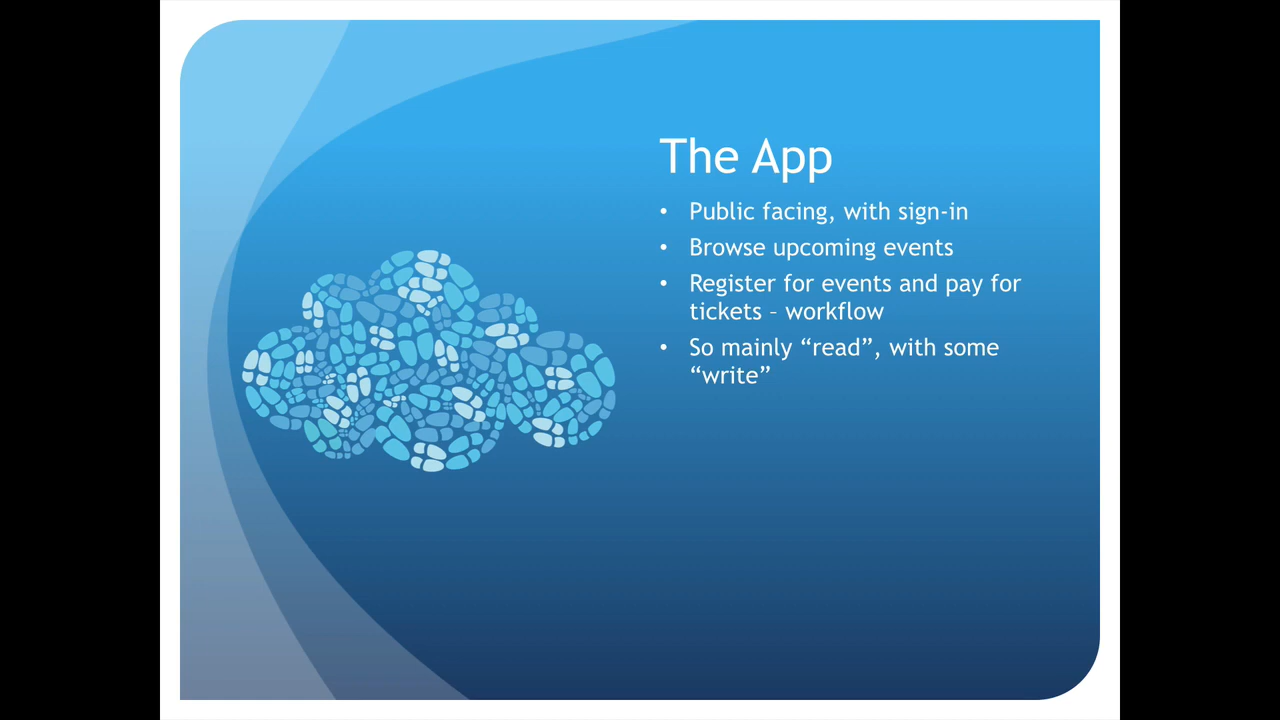 The App
• Public facing, with sign-in
• Browse upcoming events
• Register for events and pay for
tickets – workflow
• So mainly “read”, with some
“write”